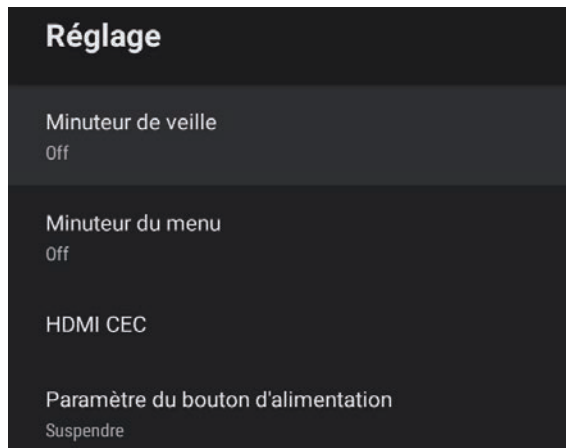 Réglage
Minuteur de veille
Off
Minuteur du menu
Off
HDMI CEC
Paramètre du bouton d'alimentation
Suspendre